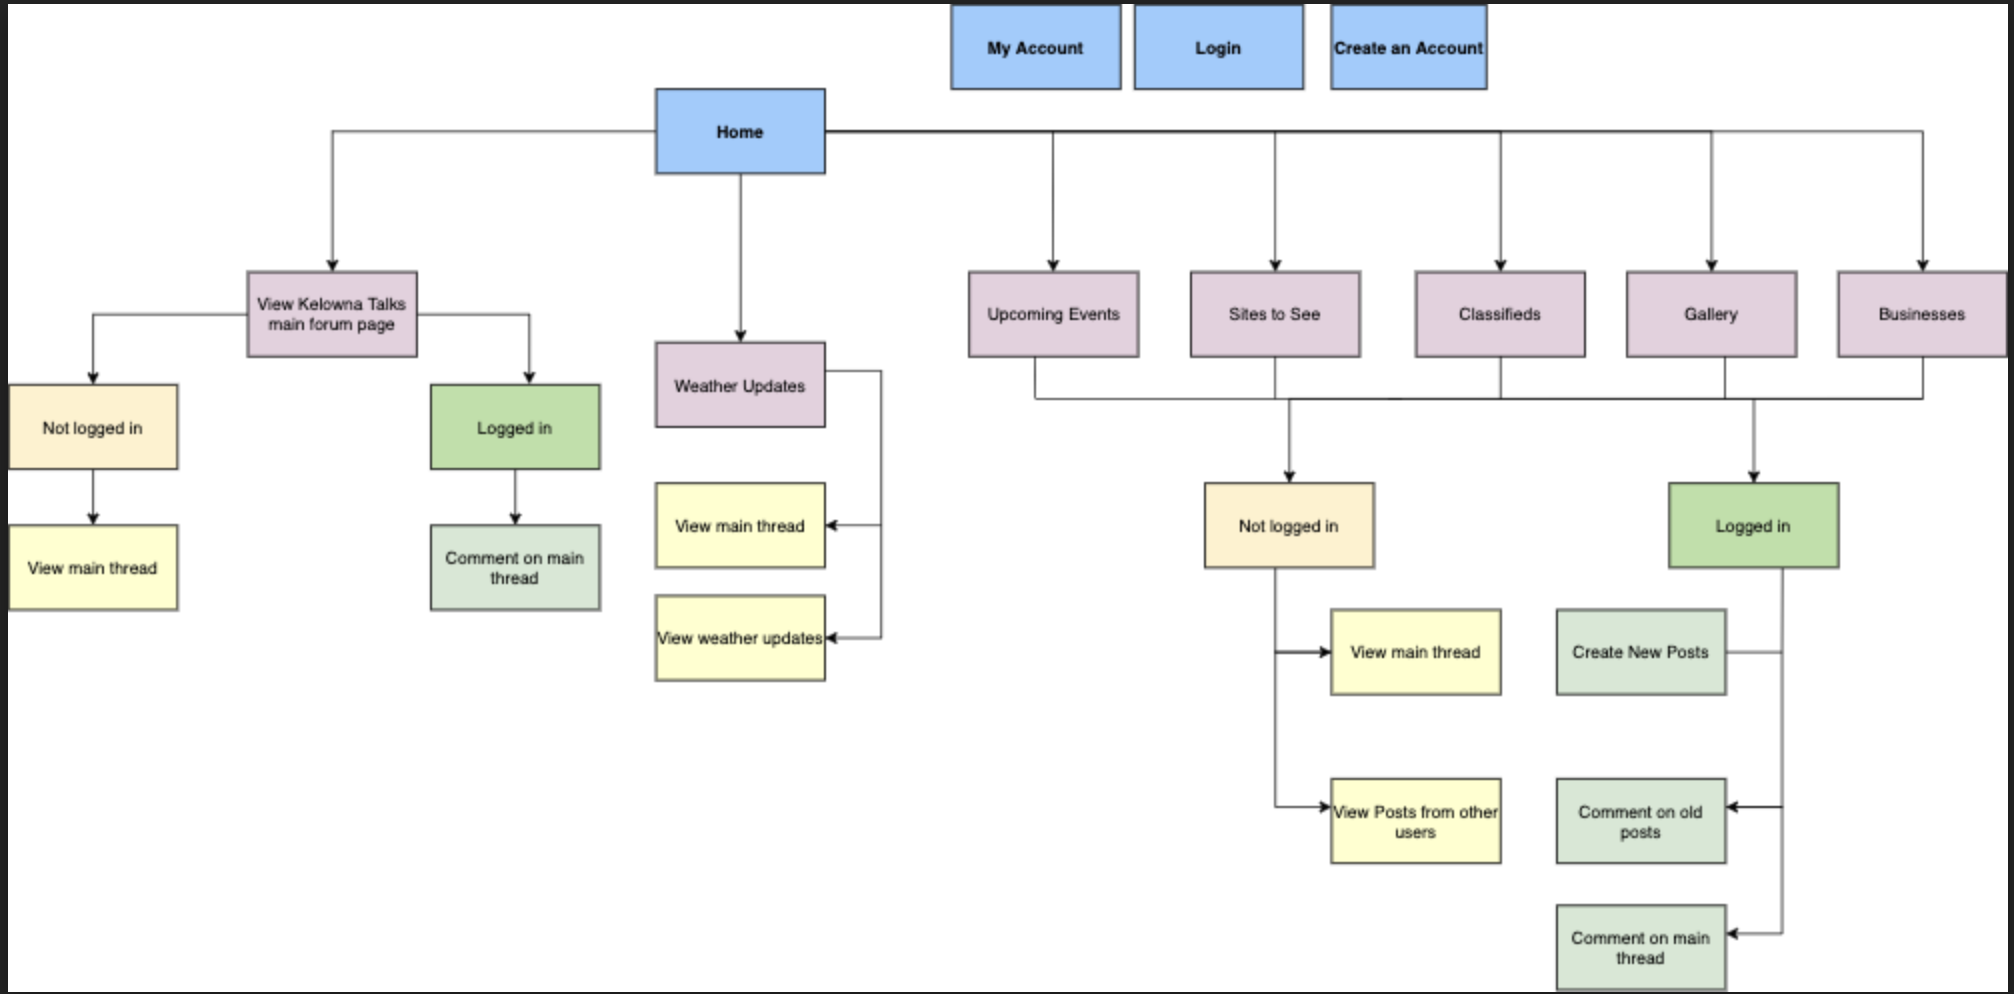 My Account
Login
Create an Account
Home
View Kelowna Talks
main forum page
Weather Updates
Upcoming Events
Sites to See
Classifieds
Gallery
Businesses
Not logged in
Logged in
View main thread
Comment on main
thread
View main thread
View weather updates
Not logged in
Logged in
View main thread
Create New Posts
View Posts from other
users
Comment on old
posts
Comment on main
thread